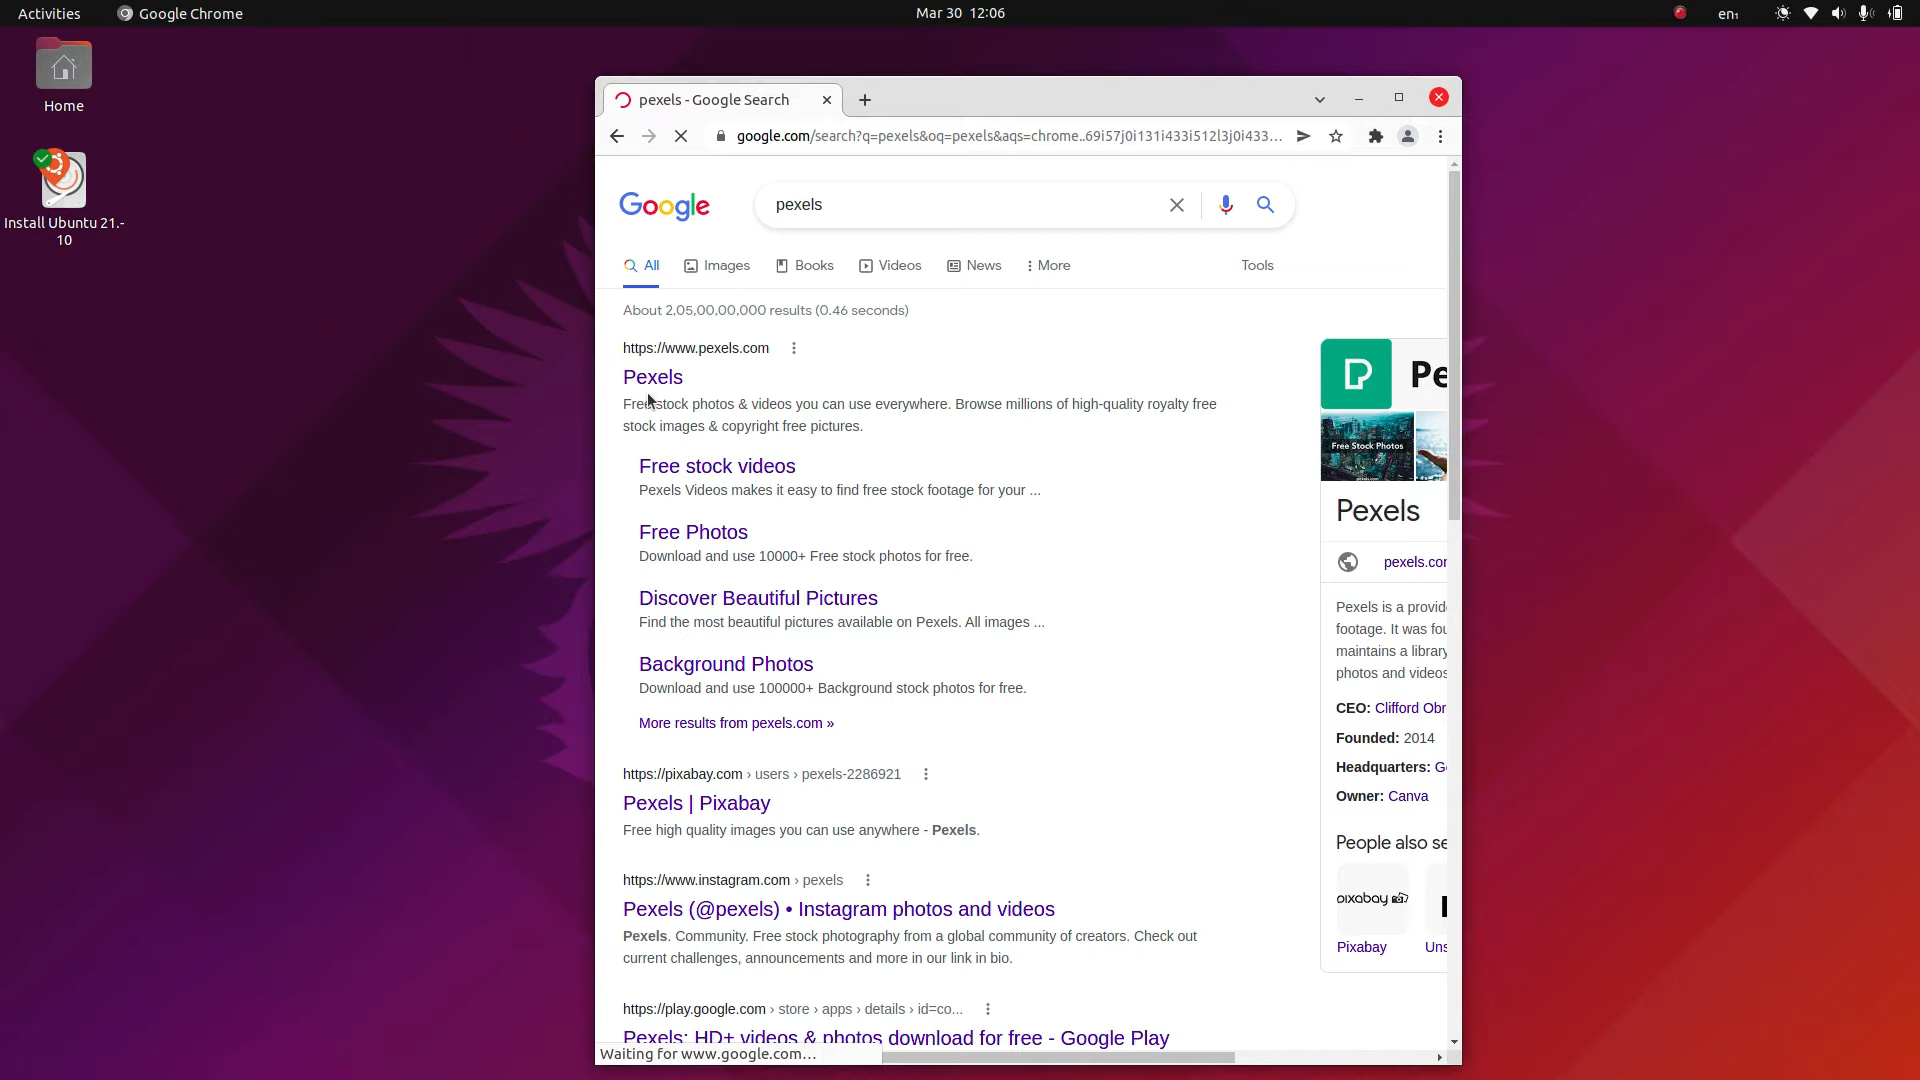 Activities
Google Chrome
Mar 30 12:06
en₁
Home
Install Ubuntu 21.-
10
pexels - Google Search
google.com/search?q=pexels&oq=pexels&aqs=chrome..69i57j0i131i433i512l3j0i433...
Google
pexels
All
Images
Books
Videos
News
More
Tools
About 2,05,00,00,000 results (0.46 seconds)
https://www.pexels.com
Pexels
Free stock photos & videos you can use everywhere. Browse millions of high-quality royalty free
stock images & copyright free pictures.
Free stock videos
Pexels Videos makes it easy to find free stock footage for your ...
Free Photos
Download and use 10000+ Free stock photos for free.
Discover Beautiful Pictures
Find the most beautiful pictures available on Pexels. All images ...
Background Photos
Download and use 100000+ Background stock photos for free.
More results from pexels.com »
https://pixabay.com › users › pexels-2286921
Pexels | Pixabay
Free high quality images you can use anywhere - Pexels.
https://www.instagram.com › pexels
Pexels (@pexels) • Instagram photos and videos
Pexels. Community. Free stock photography from a global community of creators. Check out
current challenges, announcements and more in our link in bio.
https://play.google.com › store › apps › details › id=co...
Pexels: HD+ videos & photos download for free - Google Play
Waiting for www.google.com...
Pe
Free Stock Photos
Pexels
pexels.cor
Pexels is a provid
footage. It was fou
maintains a library
photos and videos
CEO: Clifford Obr
Founded: 2014
Headquarters: G
Owner: Canva
People also se
pixabay
Pixabay
Uns